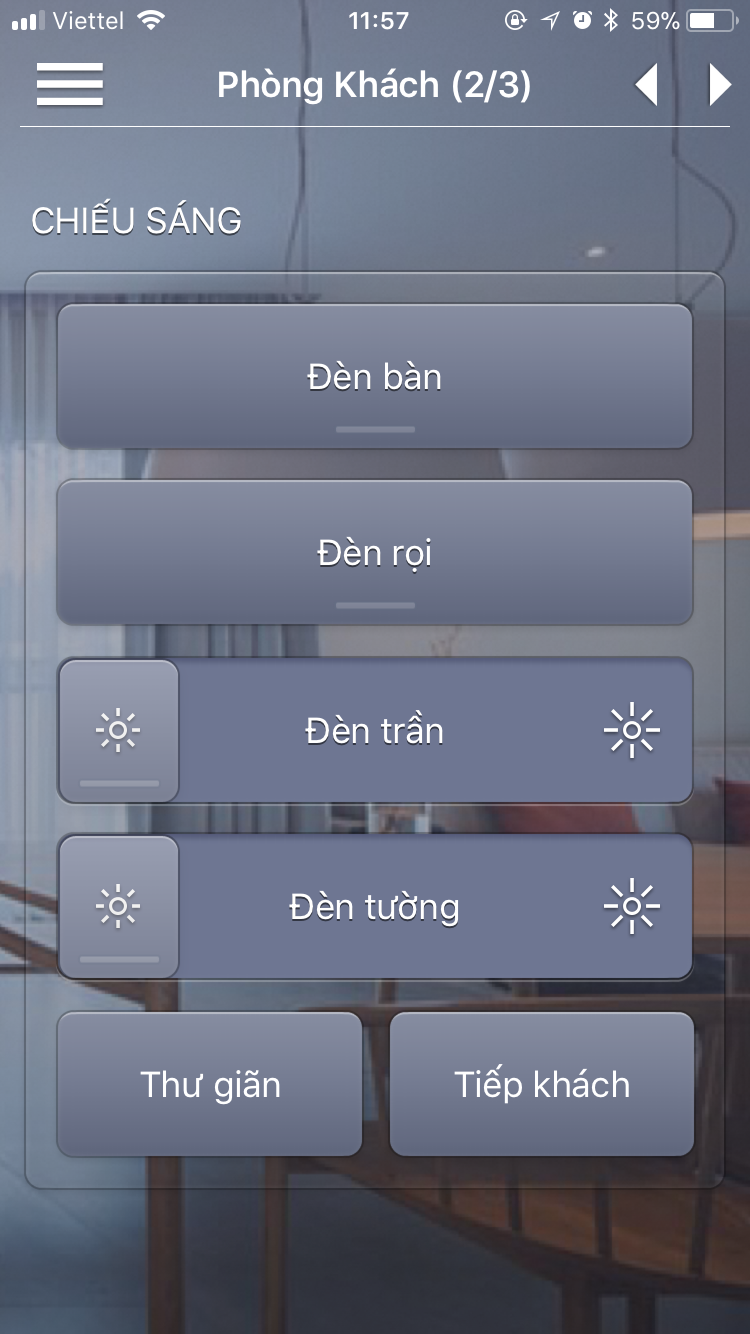 Viettel 11:57 59%
Phòng Khách (2/3)
CHIẾU SÁNG
Đèn bàn
Đèn rọi
Đèn trần
Đèn tường
Thư giãn Tiếp khách